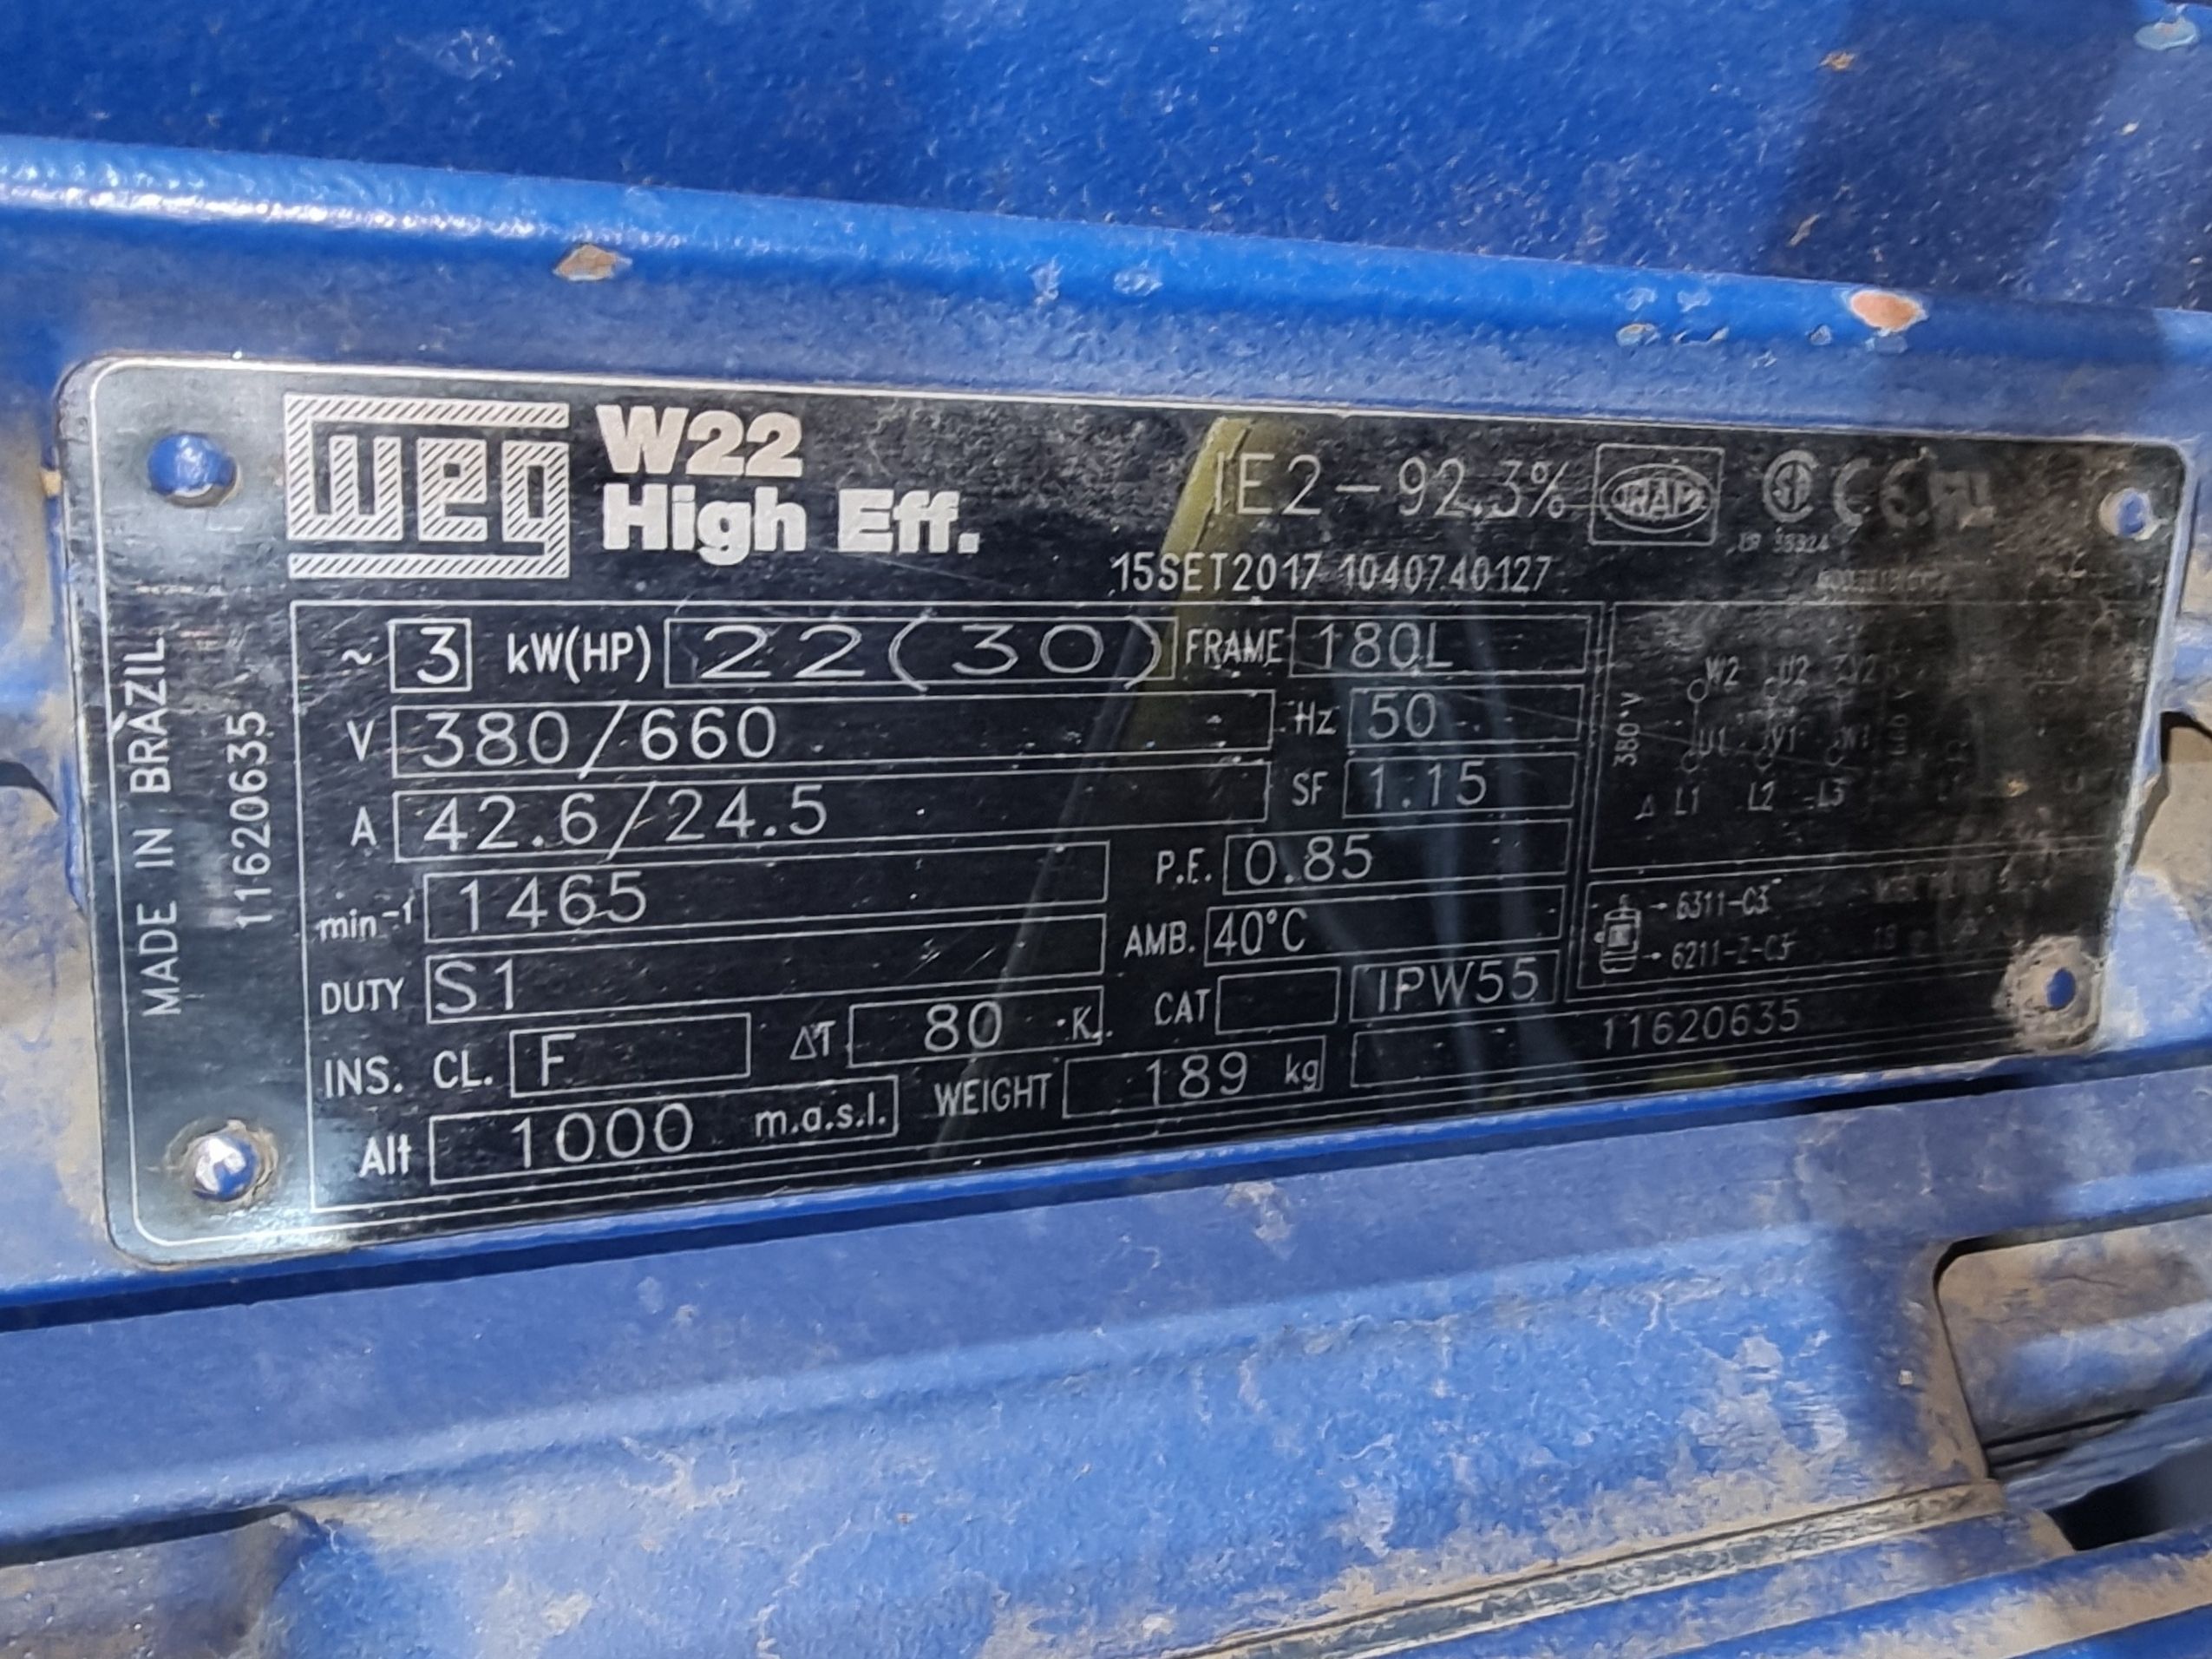 MADE IN BRAZIL
11620635
weg
W22
High Eff.
IE2-92.3%
15SET2017 1040740127
~ 3 kW(HP) 22(30) FRAME 180L
V 380/660 Hz 50
A 42.6/24.5 SF 1.15
min-1 1465 P.F. 0.85
DUTY S1 AMB. 40°C
INS. CL. F ΔT 80 K CAT IPW55
Alt 1000 m.a.s.l. WEIGHT 189 kg 11620635
380 V
W2 U2 V2
U1 V1 W1
Δ L1 L2 L3
6311-C3
6211-Z-C3